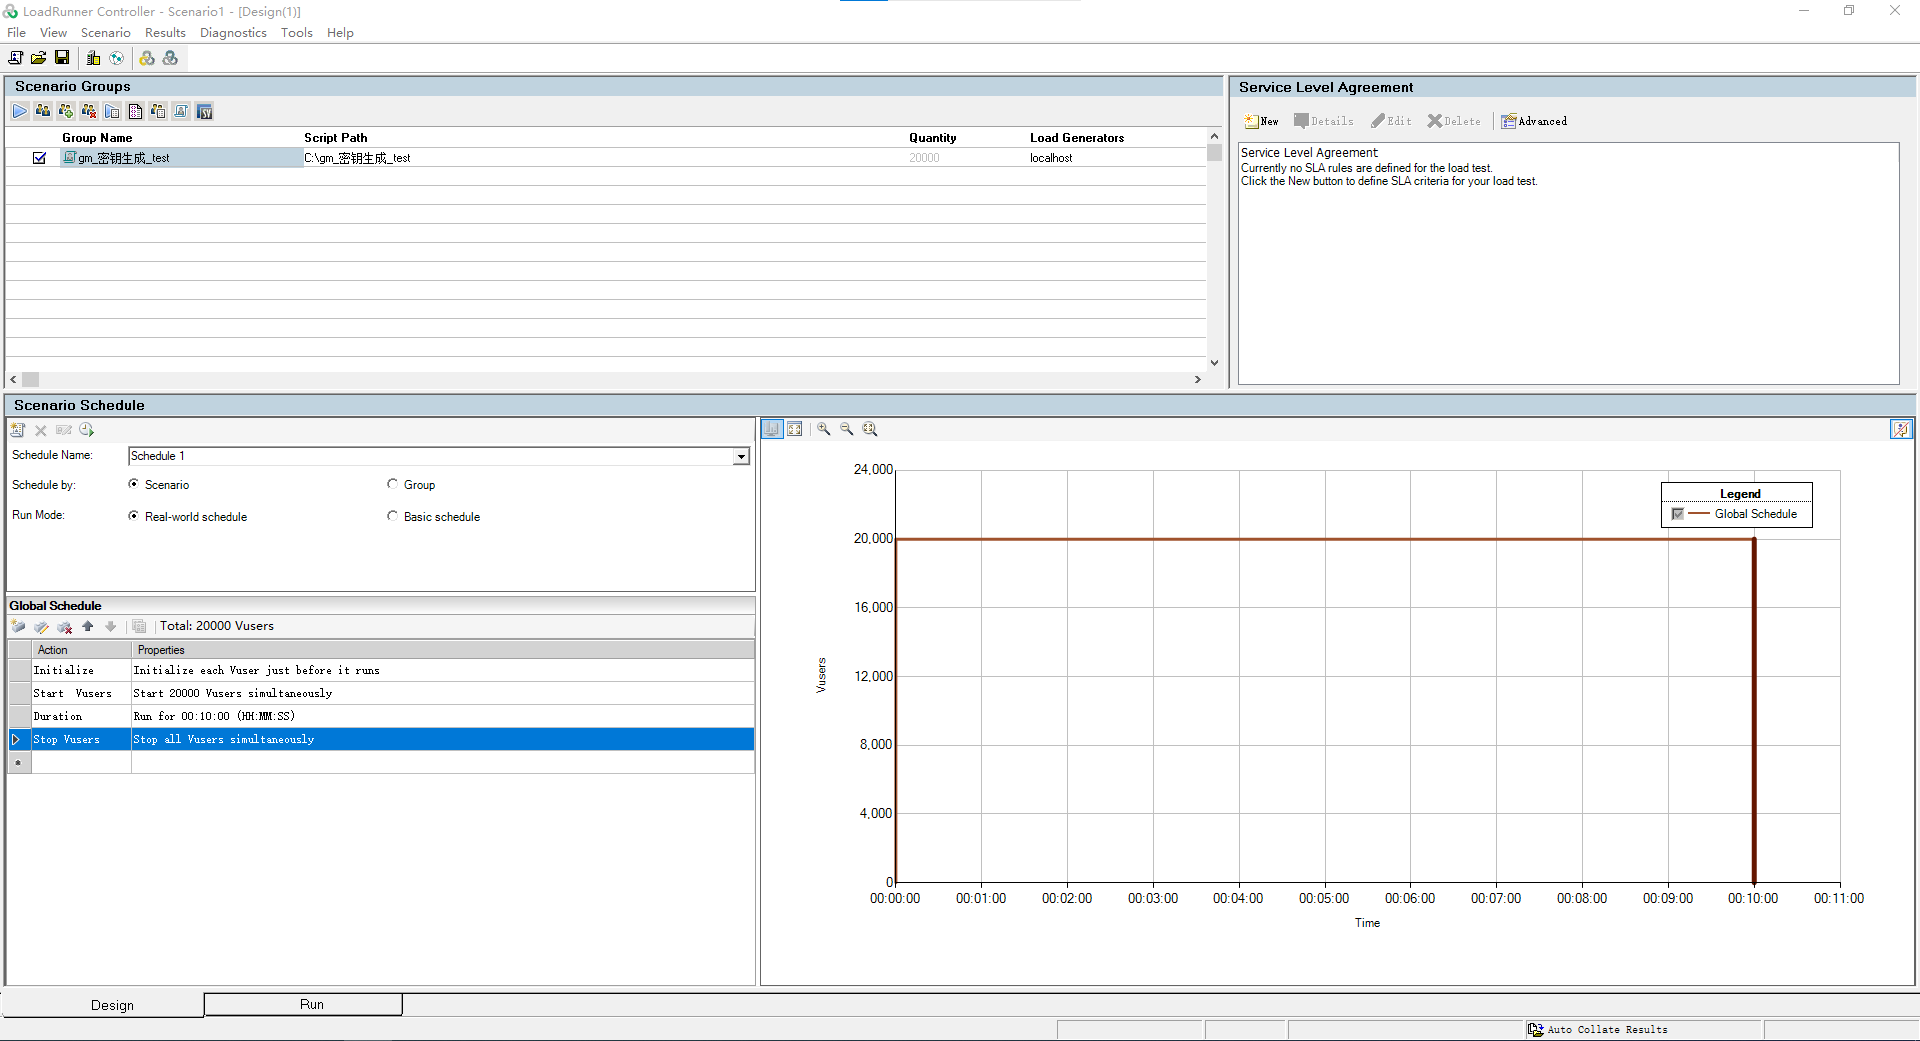 LoadRunner Controller - Scenario1 - [Design(1)]
File View Scenario Results Diagnostics Tools Help
Scenario Groups
Group Name Script Path Quantity Load Generators
gm_密钥生成_test C:\gm_密钥生成_test 20000 localhost
Service Level Agreement
New Details Edit Delete Advanced
Service Level Agreement
Currently no SLA rules are defined for the load test.
Click the New button to define SLA criteria for your load test.
Scenario Schedule
Schedule Name: Schedule 1
Schedule by: Scenario Group
Run Mode: Real-world schedule Basic schedule
Global Schedule
Total: 20000 Vusers
Action Properties
Initialize Initialize each Vuser just before it runs
Start Vusers Start 20000 Vusers simultaneously
Duration Run for 00:10:00 (HH:MM:SS)
Stop Vusers Stop all Vusers simultaneously
Legend
Global Schedule
24,000
20,000
16,000
12,000
8,000
4,000
0
Vusers
00:00:00 00:01:00 00:02:00 00:03:00 00:04:00 00:05:00 00:06:00 00:07:00 00:08:00 00:09:00 00:10:00 00:11:00
Time
Design Run
Auto Collate Results